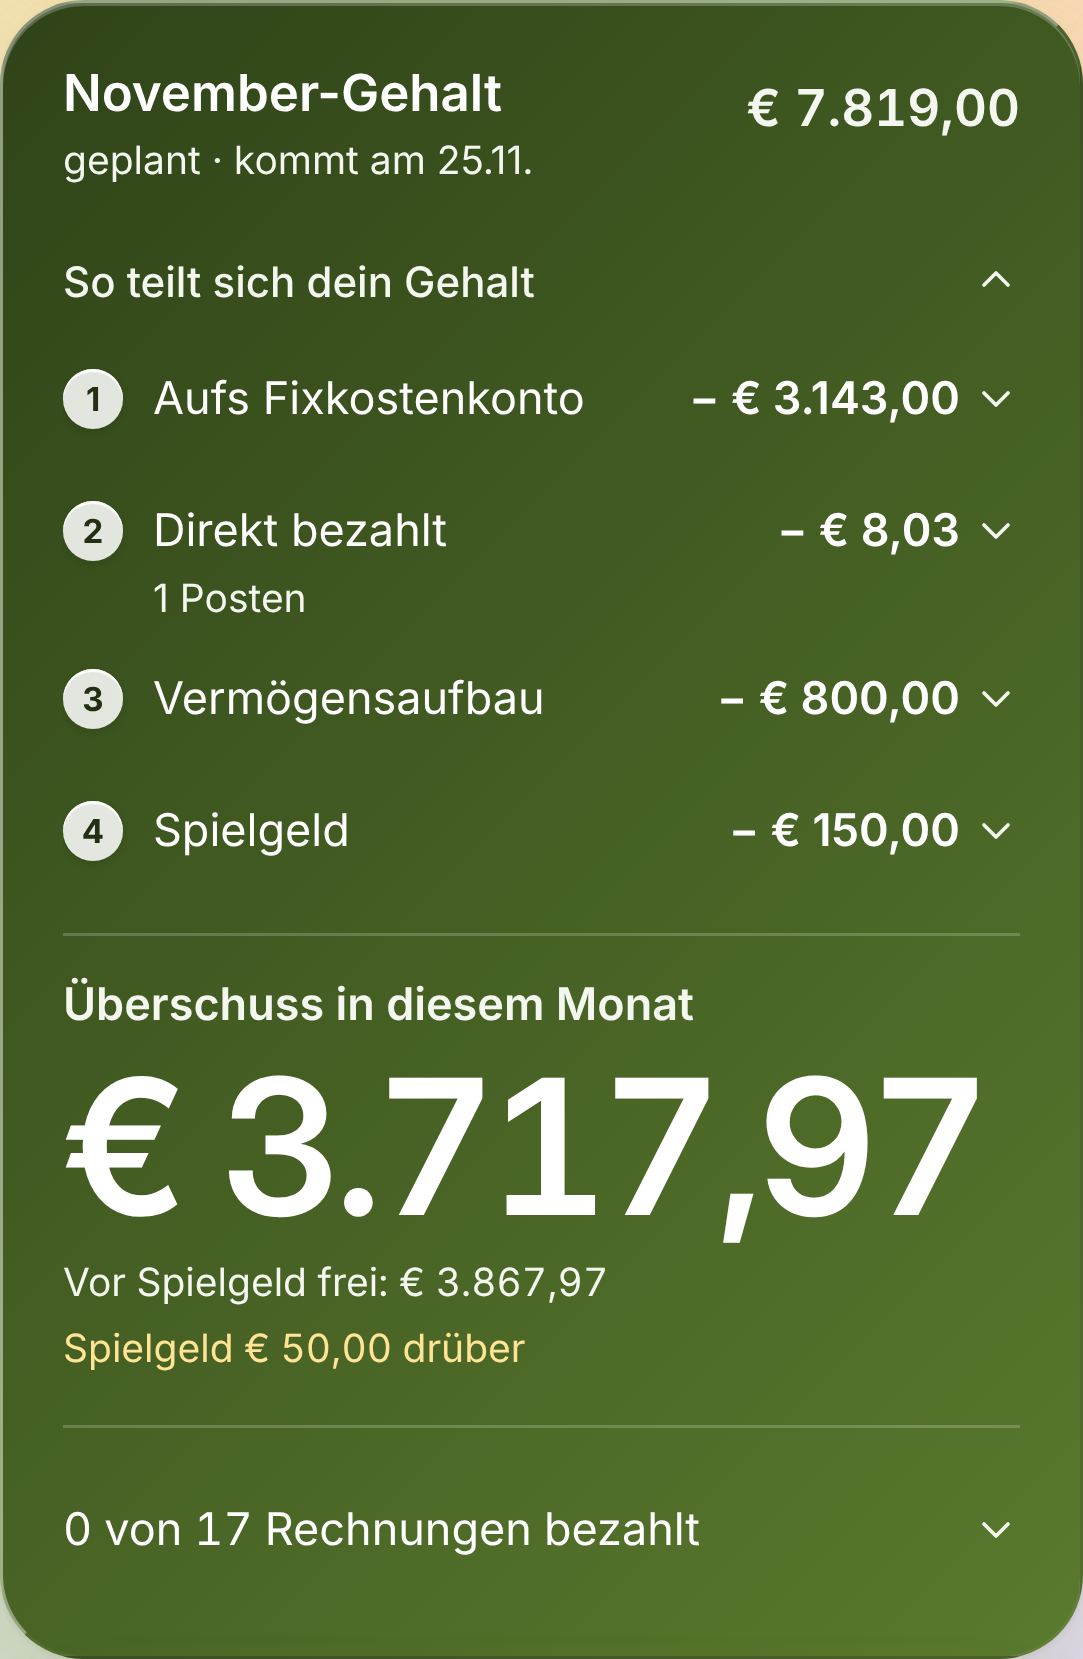 November-Gehalt
€ 7.819,00
geplant · kommt am 25.11.
So teilt sich dein Gehalt
1 Aufs Fixkostenkonto – € 3.143,00
2 Direkt bezahlt – € 8,03
1 Posten
3 Vermögensaufbau – € 800,00
4 Spielgeld – € 150,00
Überschuss in diesem Monat
€ 3.717,97
Vor Spielgeld frei: € 3.867,97
Spielgeld € 50,00 drüber
0 von 17 Rechnungen bezahlt